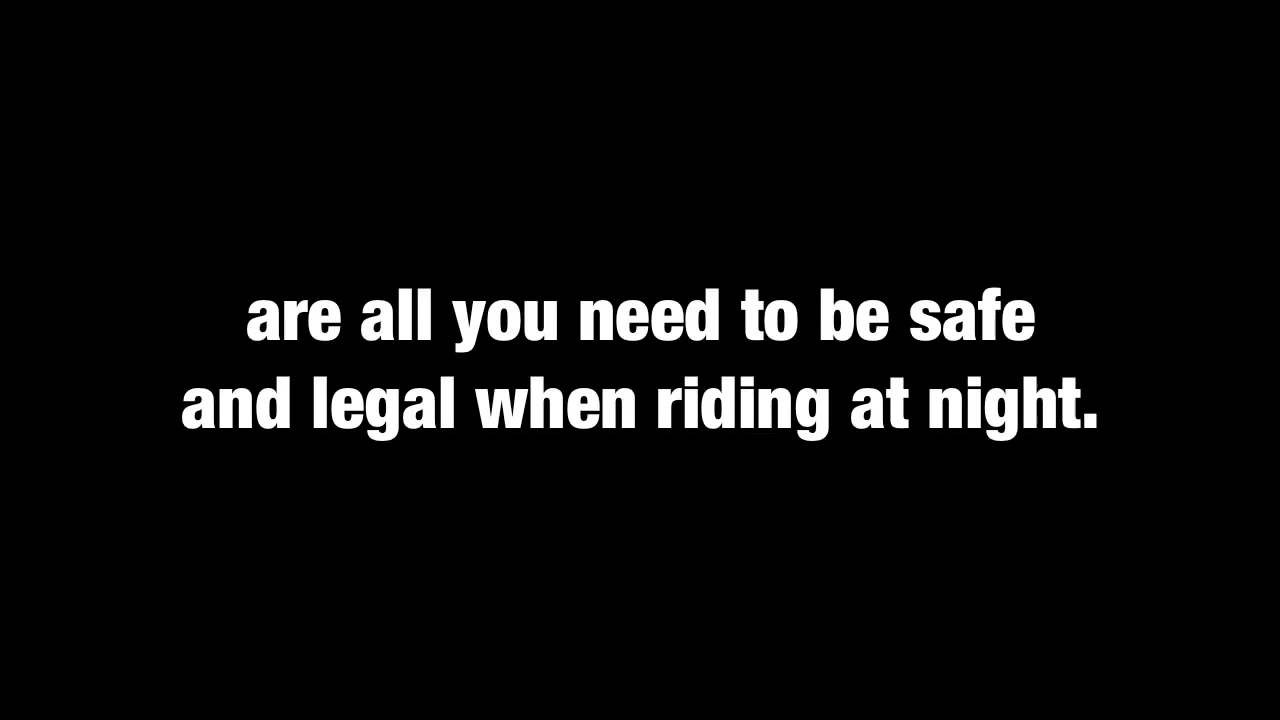 are all you need to be safe
and legal when riding at night.